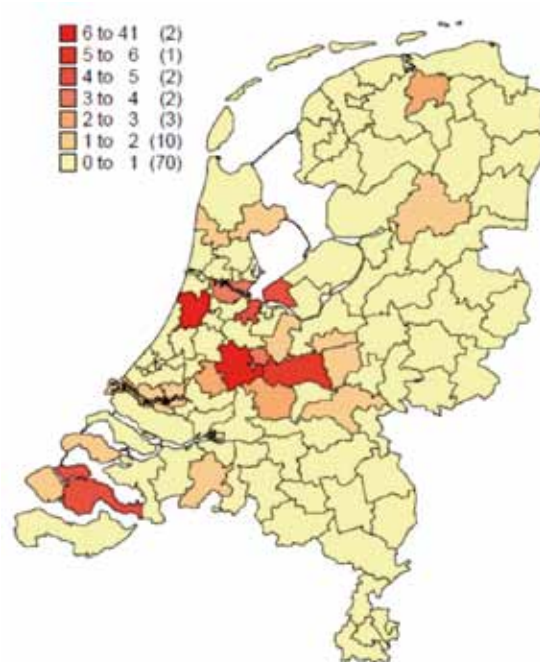 6 to 41 (2)
5 to 6 (1)
4 to 5 (2)
3 to 4 (2)
2 to 3 (3)
1 to 2 (10)
0 to 1 (70)